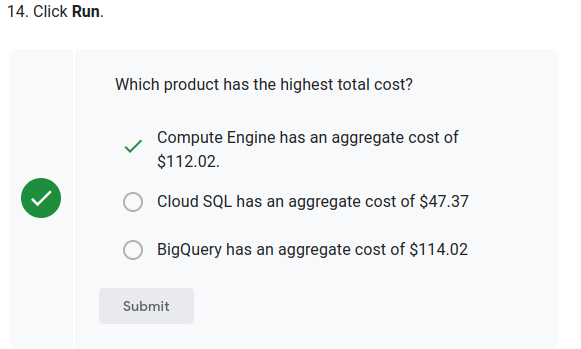 14. Click Run.
Which product has the highest total cost?
Compute Engine has an aggregate cost of
$112.02.
Cloud SQL has an aggregate cost of $47.37
BigQuery has an aggregate cost of $114.02
Submit